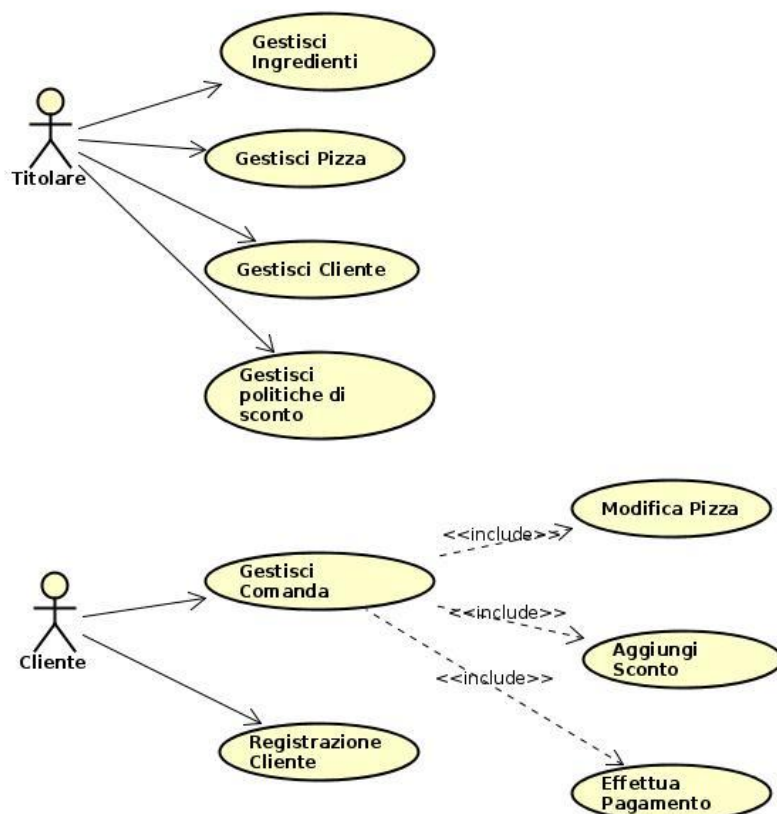 Gestisci
Ingredienti
Titolare
Gestisci Pizza
Gestisci Cliente
Gestisci
politiche di
sconto
Modifica Pizza
<<include>>
Gestisci
Comanda
<<include>>
Cliente
Aggiungi
Sconto
<<include>>
Registrazione
Cliente
Effettua
Pagamento